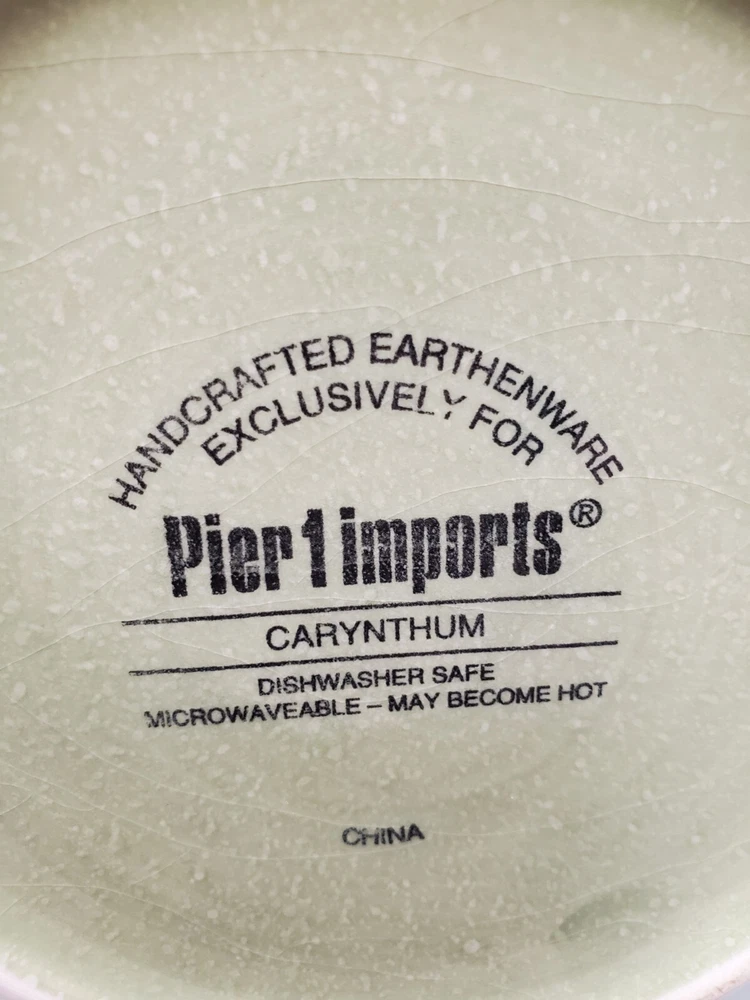 HANDCRAFTED EARTHENWARE
EXCLUSIVELY FOR
Pier 1 imports®
CARYNTHUM
DISHWASHER SAFE
MICROWAVEABLE – MAY BECOME HOT
CHINA